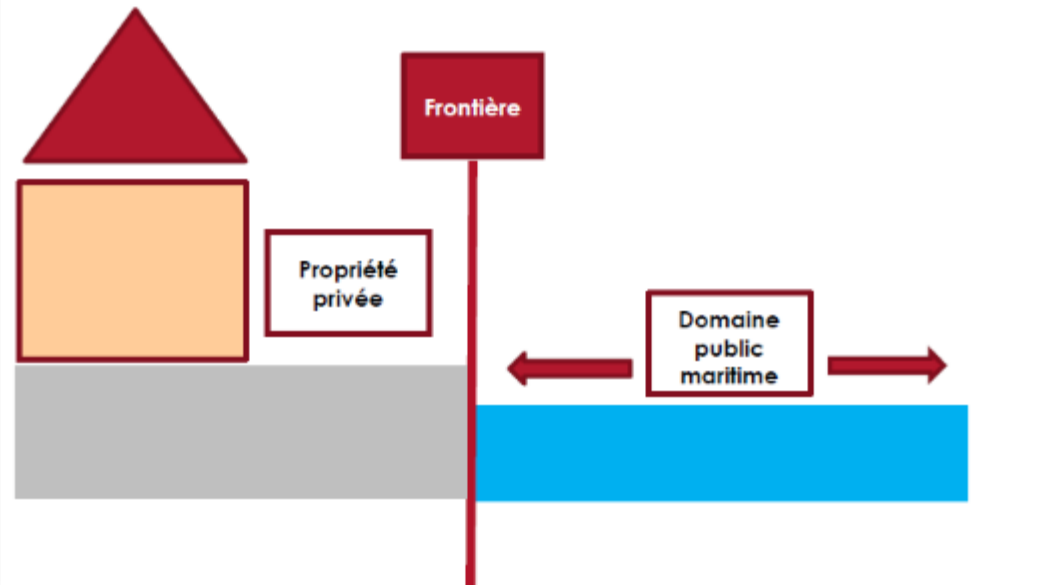 Frontière
Propriété
privée
Domaine
public
maritime